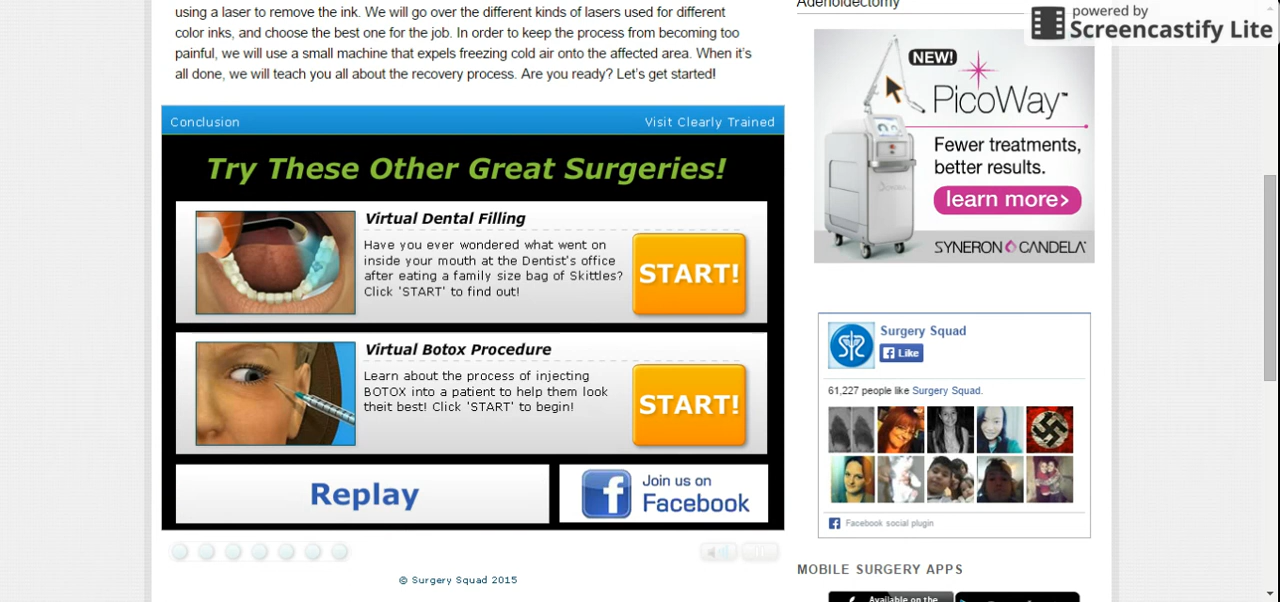 using a laser to remove the ink. We will go over the different kinds of lasers used for different
color inks, and choose the best one for the job. In order to keep the process from becoming too
painful, we will use a small machine that expels freezing cold air onto the affected area. When it's
all done, we will teach you all about the recovery process. Are you ready? Let's get started!
Conclusion
Visit Clearly Trained
Try These Other Great Surgeries!
Virtual Dental Filling
Have you ever wondered what went on
inside your mouth at the Dentist's office
after eating a family size bag of Skittles?
Click 'START' to find out!
START!
Virtual Botox Procedure
Learn about the process of injecting
BOTOX into a patient to help them look
theit best! Click 'START' to begin!
START!
Replay
Join us on
Facebook
© Surgery Squad 2015
Adenoidectomy
powered by
Screencastify Lite
NEW!
PicoWay™
Fewer treatments,
better results.
learn more>
SYNERON CANDELA
Surgery Squad
Like
61,227 people like Surgery Squad.
Facebook social plugin
MOBILE SURGERY APPS
Available on the